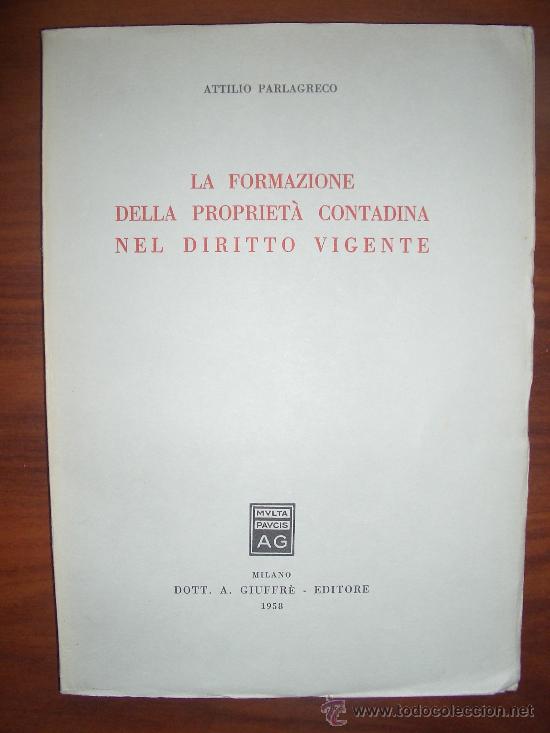 ATTILIO PARLAGRECO
LA FORMAZIONE
DELLA PROPRIETÀ CONTADINA
NEL DIRITTO VIGENTE
MVLTA
PAVCIS
AG
MILANO
DOTT. A. GIUFFRÈ - EDITORE
1958
www.todocoleccion.net